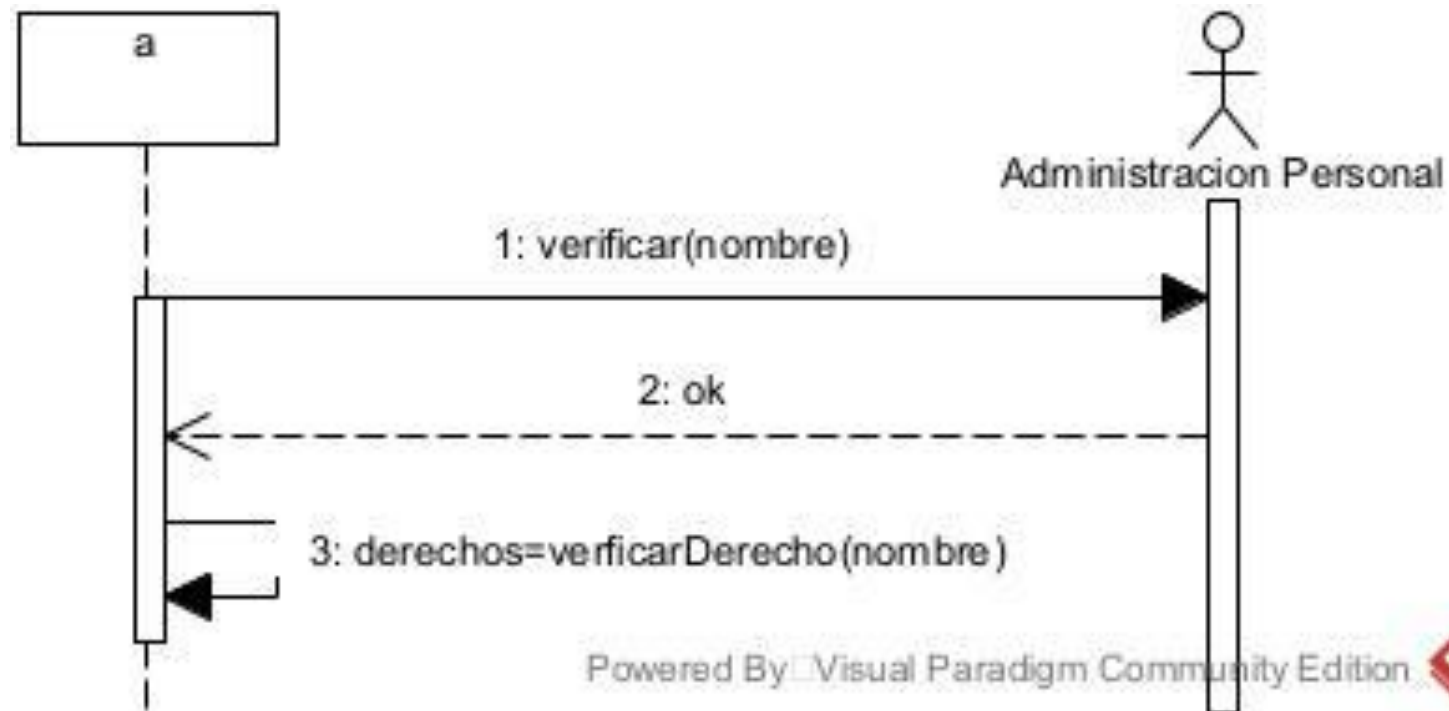 a
Administracion Personal
1: verificar(nombre)
2: ok
3: derechos=verficarDerecho(nombre)
Powered By Visual Paradigm Community Edition